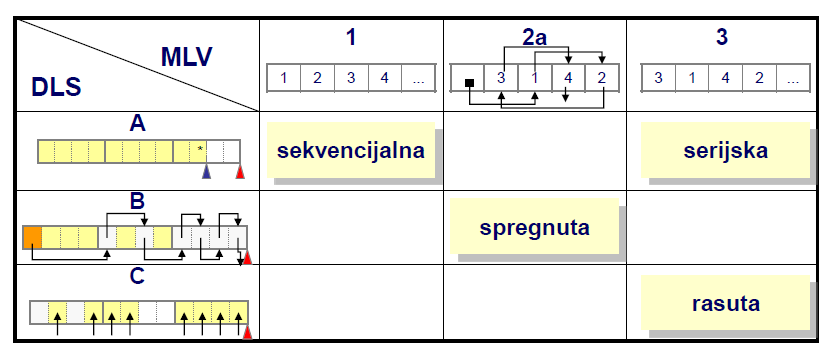 MLV
DLS
1
1 2 3 4 ...
2a
3 1 4 2
3
3 1 4 2 ...
A
*
sekvencijalna
serijska
B
spregnuta
C
rasuta